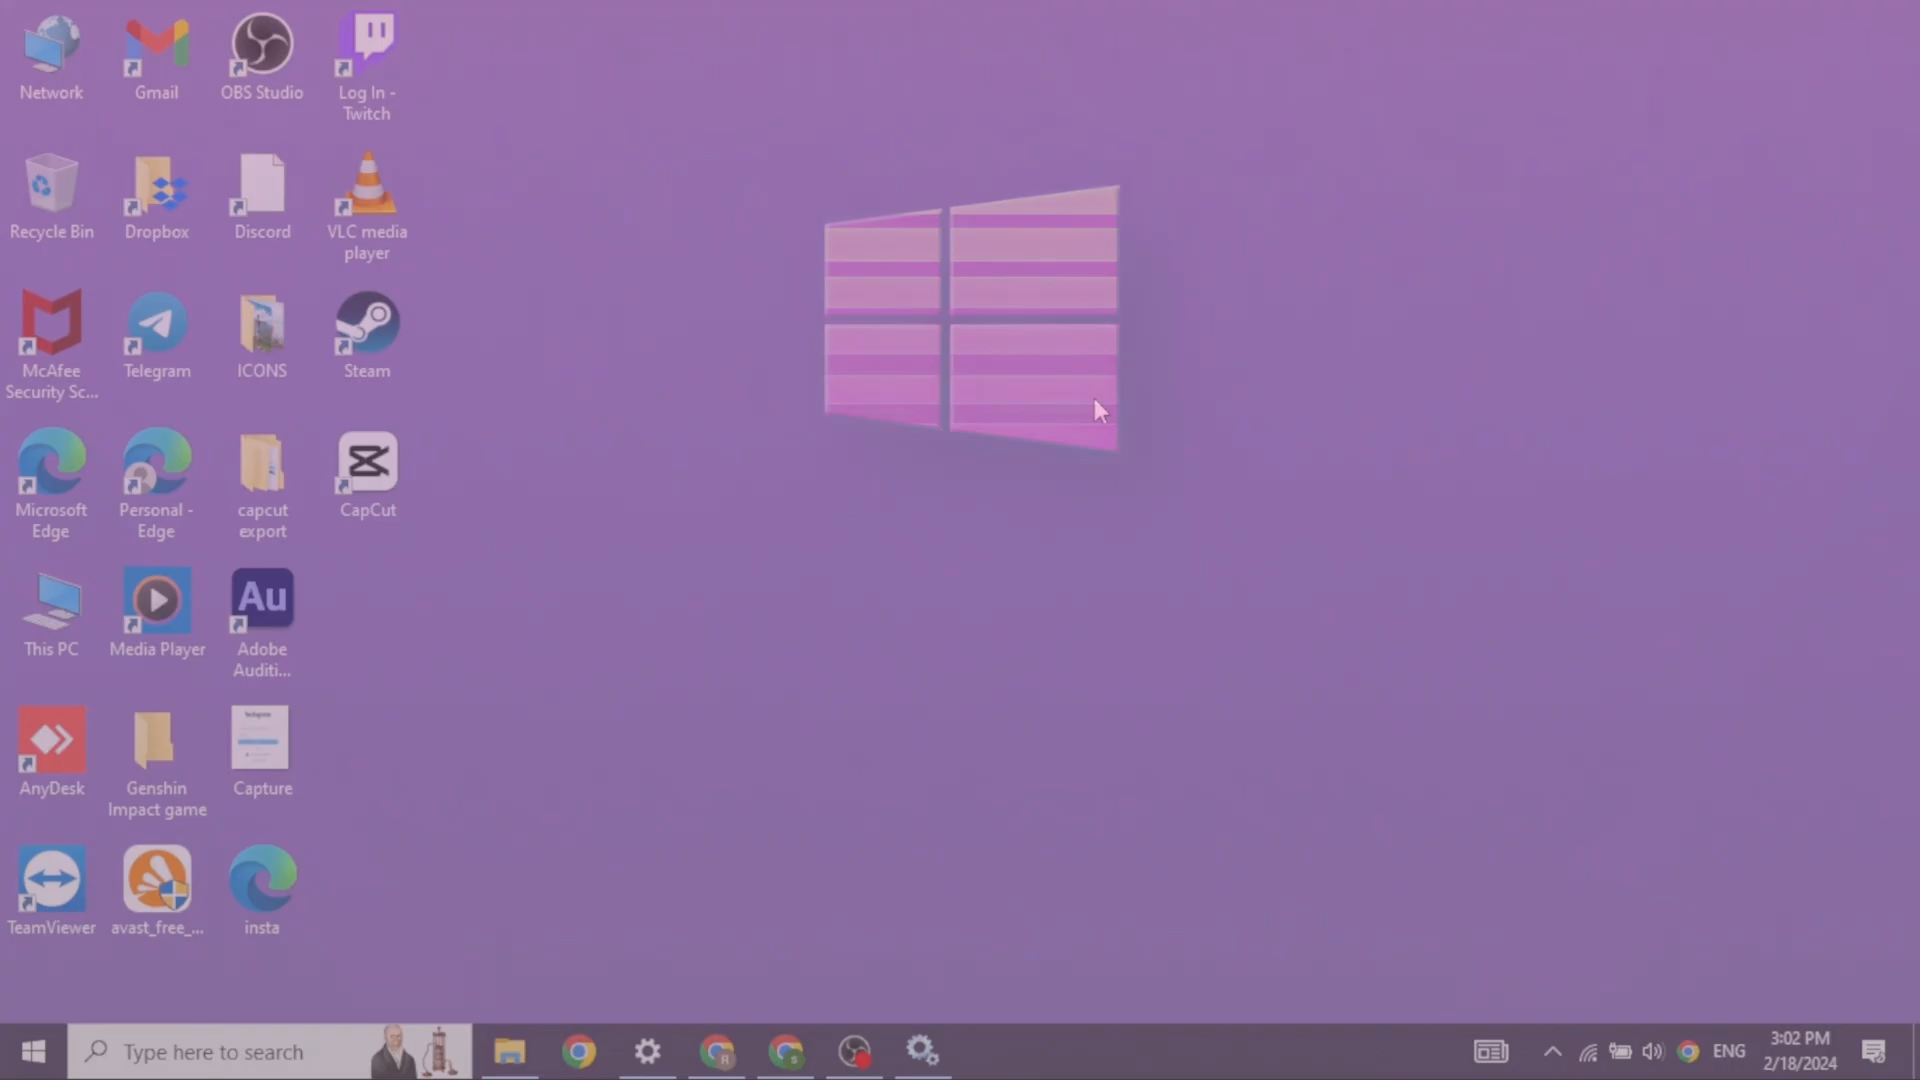 Network
Gmail
OBS Studio
Log In -
Twitch
Recycle Bin
Dropbox
Discord
VLC media
player
McAfee
Security Sc...
Telegram
ICONS
Steam
Microsoft
Edge
Personal -
Edge
capcut
export
CapCut
This PC
Media Player
Au
Adobe
Auditi...
AnyDesk
Genshin
Impact game
Capture
TeamViewer
avast_free_...
insta
Type here to search
R
S
ENG
3:02 PM
2/18/2024